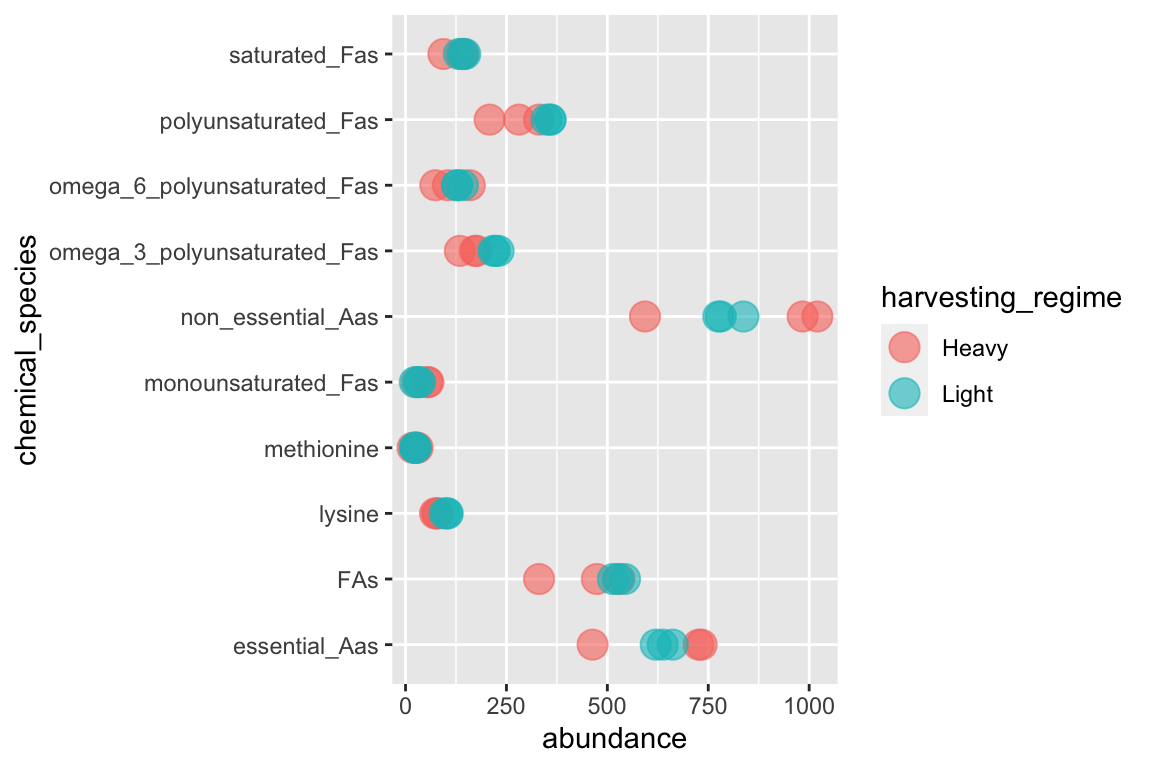 saturated_Fas
polyunsaturated_Fas
omega_6_polyunsaturated_Fas
omega_3_polyunsaturated_Fas
non_essential_Aas
monounsaturated_Fas
methionine
lysine
FAs
essential_Aas
chemical_species
0 250 500 750 1000
abundance
harvesting_regime
Heavy
Light